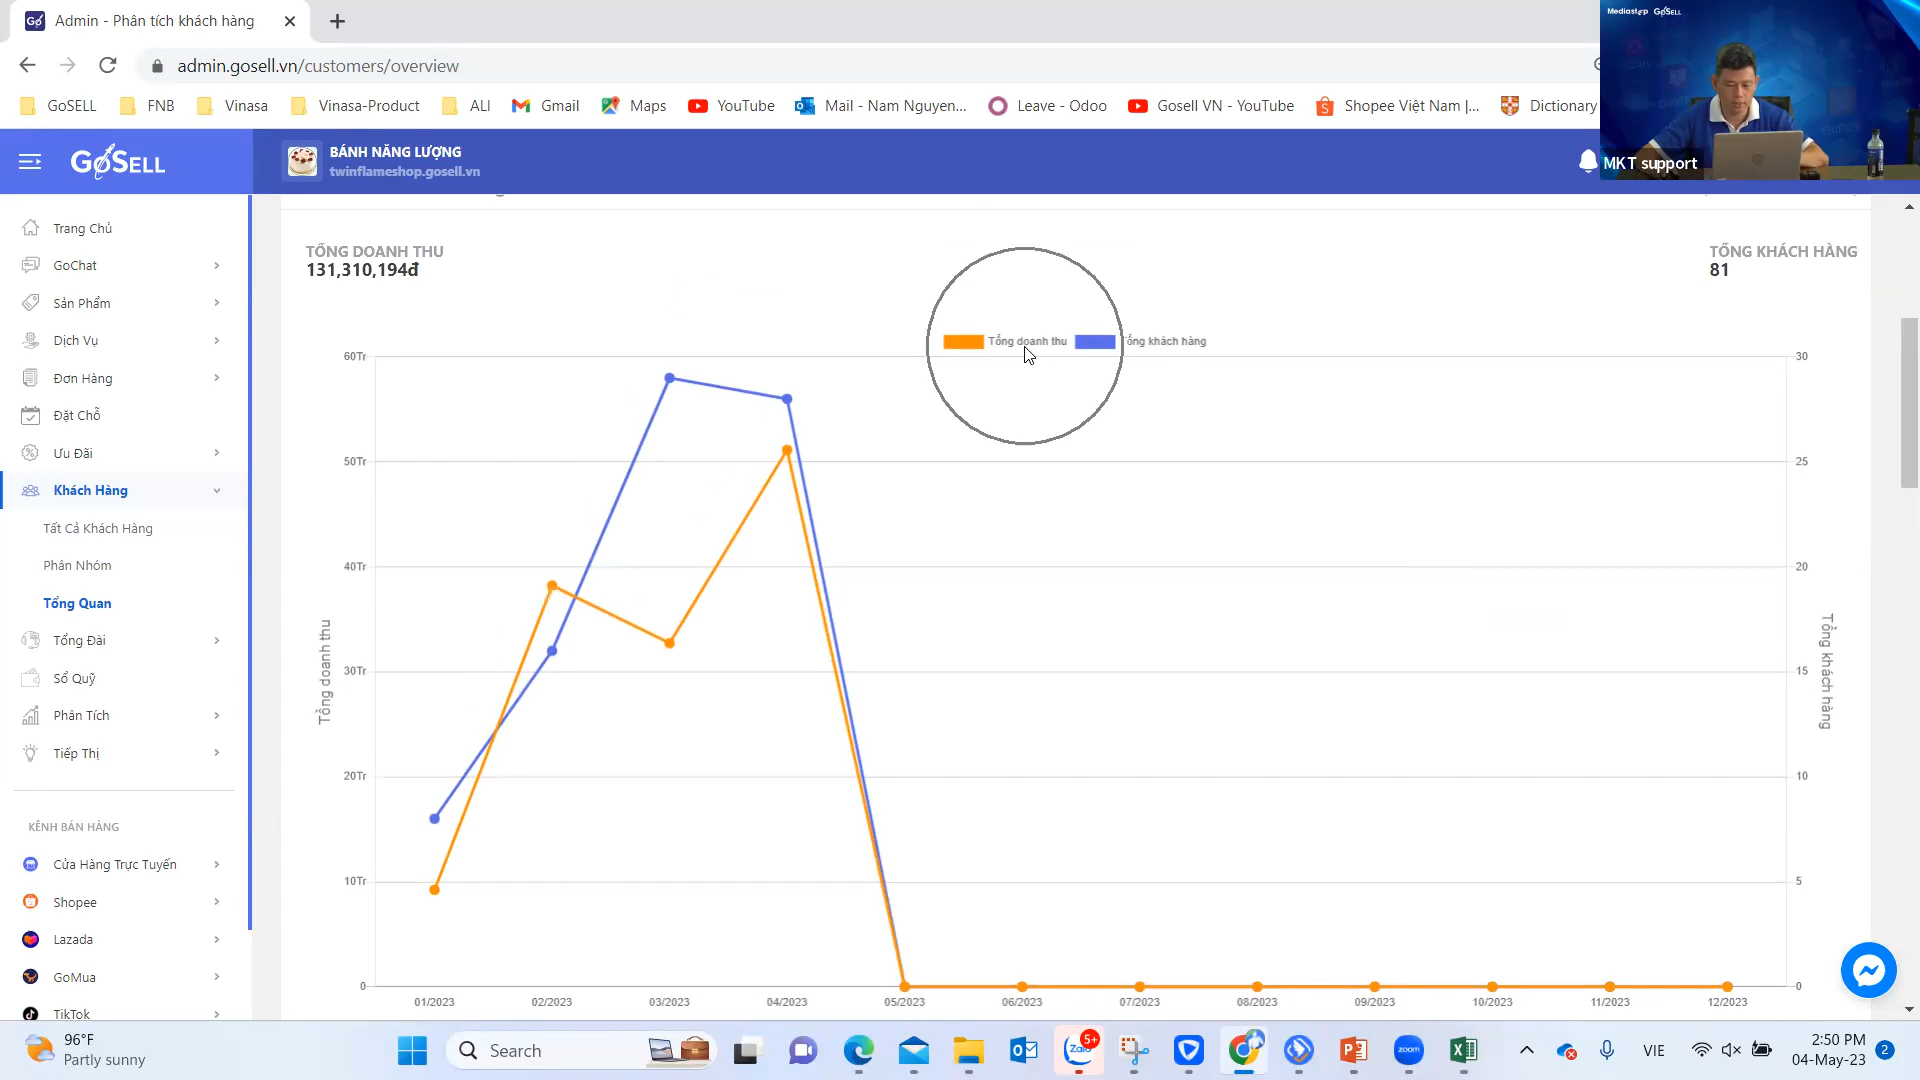 Admin - Phân tích khách hàng
admin.gosell.vn/customers/overview
GoSELL FNB Vinasa Vinasa-Product ALI Gmail Maps YouTube Mail - Nam Nguyen... Leave - Odoo Gosell VN - YouTube Shopee Việt Nam |... Dictionary
Mediastep GoSELL
MKT support
GoSELL
BÁNH NĂNG LƯỢNG
twinflameshop.gosell.vn
Trang Chủ
GoChat
Sản Phẩm
Dịch Vụ
Đơn Hàng
Đặt Chỗ
Ưu Đãi
Khách Hàng
Tất Cả Khách Hàng
Phân Nhóm
Tổng Quan
Tổng Đài
Sổ Quỹ
Phân Tích
Tiếp Thị
KÊNH BÁN HÀNG
Cửa Hàng Trực Tuyến
Shopee
Lazada
GoMua
TikTok
TỔNG DOANH THU
131,310,194đ
TỔNG KHÁCH HÀNG
81
Tổng doanh thu
ổng khách hàng
60Tr
50Tr
40Tr
30Tr
20Tr
10Tr
0
Tổng doanh thu
30
25
20
15
10
5
0
Tổng khách hàng
01/2023 02/2023 03/2023 04/2023 05/2023 06/2023 07/2023 08/2023 09/2023 10/2023 11/2023 12/2023
96°F
Partly sunny
Search
Zalo
5+
zoom
VIE
2:50 PM
04-May-23
2